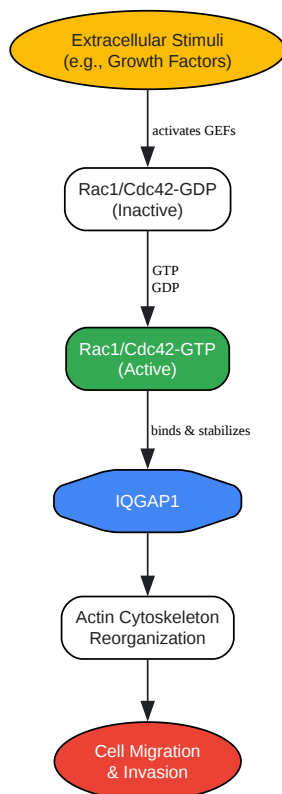 Extracellular Stimuli
(e.g., Growth Factors)
activates GEFs
Rac1/Cdc42-GDP
(Inactive)
GTP
GDP
Rac1/Cdc42-GTP
(Active)
binds & stabilizes
IQGAP1
Actin Cytoskeleton
Reorganization
Cell Migration
& Invasion